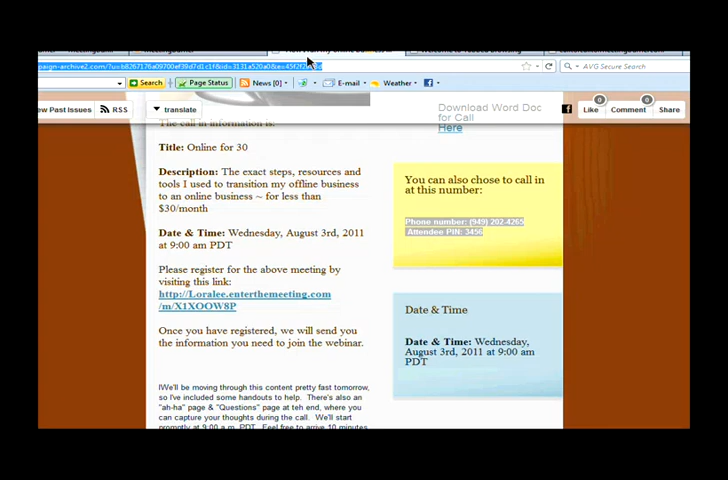 paign-archive2.com/?u=b8267176a09700ef39d7d1c1f&id=3131a520a0&e=45f2f2
Search
Page Status
News [0]
E-mail
Weather
AVG Secure Search
ew Past Issues
RSS
translate
Like
0
Comment
0
Share
The call in information is:
Title: Online for 30
Description: The exact steps, resources and
tools I used to transition my offline business
to an online business ~ for less than
$30/month
Date & Time: Wednesday, August 3rd, 2011
at 9:00 am PDT
Please register for the above meeting by
visiting this link:
http://Loralee.enterthemeeting.com
/m/X1XOOW8P
Once you have registered, we will send you
the information you need to join the webinar.
IWe'll be moving through this content pretty fast tomorrow,
so I've included some handouts to help. There's also an
"ah-ha" page & "Questions" page at teh end, where you
can capture your thoughts during the call. We'll start
promptly at 9:00 a.m. PDT. Feel free to arrive 10 minutes
Download Word Doc
for Call
Here
You can also chose to call in
at this number:
Phone number: (949) 202-4265
Attendee PIN: 3456
Date & Time
Date & Time: Wednesday,
August 3rd, 2011 at 9:00 am
PDT